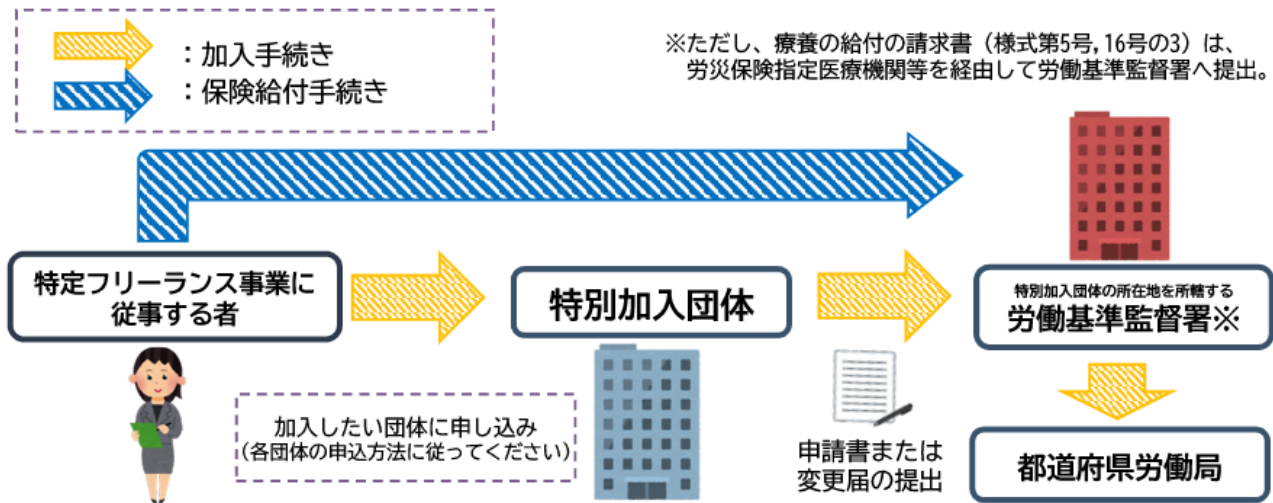 ：加入手続き
：保険給付手続き
※ただし、療養の給付の請求書（様式第5号,16号の3）は、
労災保険指定医療機関等を経由して労働基準監督署へ提出。
特定フリーランス事業に
従事する者
特別加入団体
特別加入団体の所在地を所轄する
労働基準監督署※
加入したい団体に申し込み
（各団体の申込方法に従ってください）
申請書または
変更届の提出
都道府県労働局